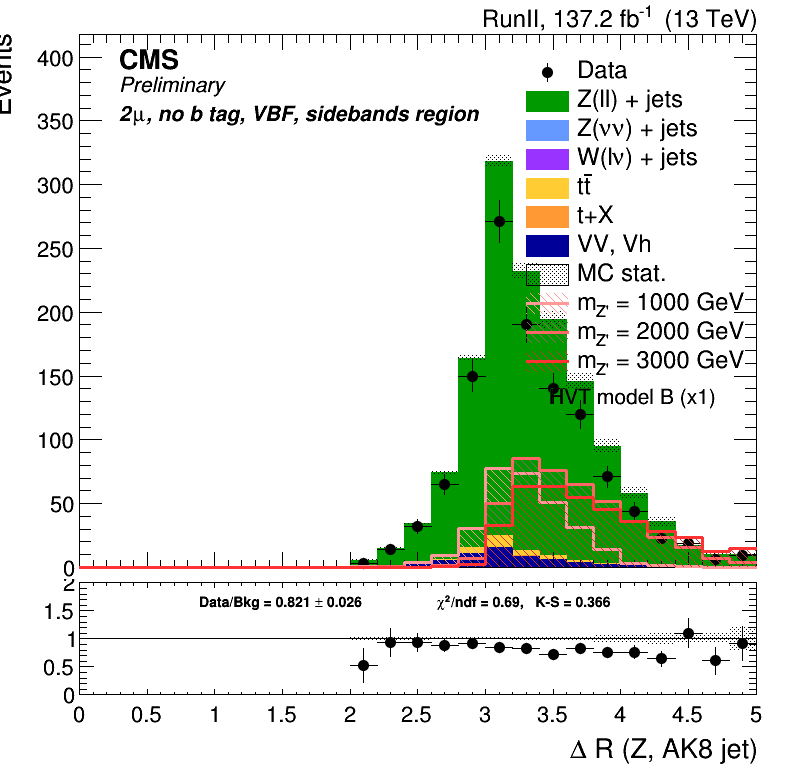 RunII, 137.2 fb⁻¹ (13 TeV)
Events
CMS
Preliminary
2μ, no b tag, VBF, sidebands region
Data
Z(ll) + jets
Z(νν) + jets
W(lν) + jets
tt̄
t+X
VV, Vh
MC stat.
m_Z' = 1000 GeV
m_Z' = 2000 GeV
m_Z' = 3000 GeV
HVT model B (x1)
400
350
300
250
200
150
100
50
0
Data/Bkg = 0.821 ± 0.026 χ²/ndf = 0.69, K-S = 0.366
2
1.5
1
0.5
0
0 0.5 1 1.5 2 2.5 3 3.5 4 4.5 5
Δ R (Z, AK8 jet)